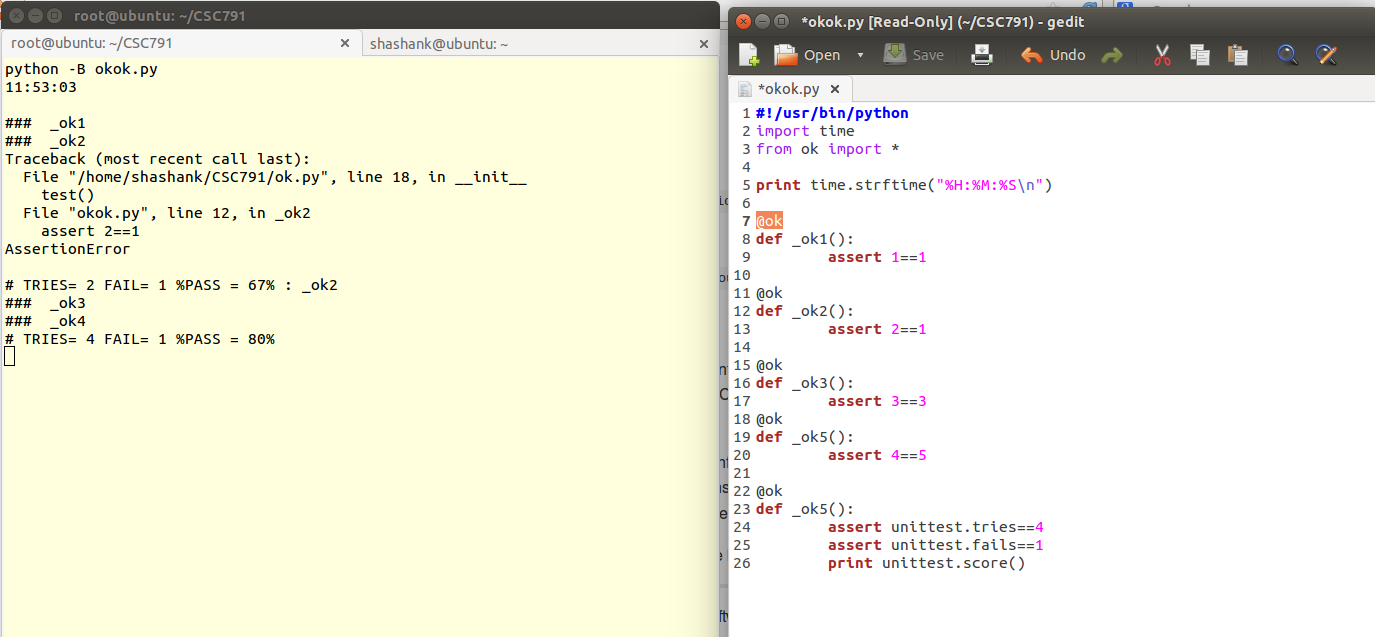 root@ubuntu: ~/CSC791
root@ubuntu: ~/CSC791
shashank@ubuntu: ~
python -B okok.py
11:53:03
### _ok1
### _ok2
Traceback (most recent call last):
File "/home/shashank/CSC791/ok.py", line 18, in __init__
test()
File "okok.py", line 12, in _ok2
assert 2==1
AssertionError
# TRIES= 2 FAIL= 1 %PASS = 67% : _ok2
### _ok3
### _ok4
# TRIES= 4 FAIL= 1 %PASS = 80%
*okok.py [Read-Only] (~/CSC791) - gedit
Open Save Undo
*okok.py
1 #!/usr/bin/python
2 import time
3 from ok import *
4
5 print time.strftime("%H:%M:%S\n")
6
7 @ok
8 def _ok1():
9 assert 1==1
10
11 @ok
12 def _ok2():
13 assert 2==1
14
15 @ok
16 def _ok3():
17 assert 3==3
18 @ok
19 def _ok5():
20 assert 4==5
21
22 @ok
23 def _ok5():
24 assert unittest.tries==4
25 assert unittest.fails==1
26 print unittest.score()